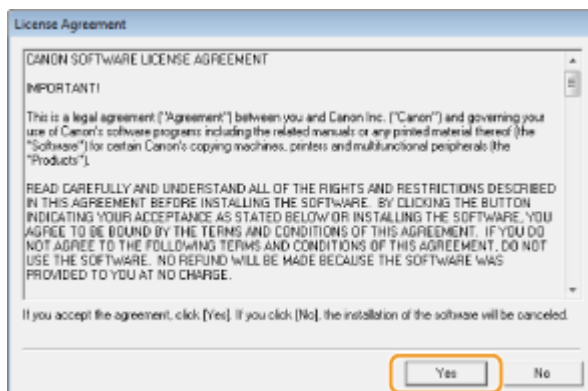 License Agreement
CANON SOFTWARE LICENSE AGREEMENT
IMPORTANT!
This is a legal agreement ("Agreement") between you and Canon Inc. ("Canon") and governing your
use of Canon's software programs including the related manuals or any printed material thereof (the
"Software") for certain Canon's copying machines, printers and multifunctional peripherals (the
"Products").
READ CAREFULLY AND UNDERSTAND ALL OF THE RIGHTS AND RESTRICTIONS DESCRIBED
IN THIS AGREEMENT BEFORE INSTALLING THE SOFTWARE. BY CLICKING THE BUTTON
INDICATING YOUR ACCEPTANCE AS STATED BELOW OR INSTALLING THE SOFTWARE, YOU
AGREE TO BE BOUND BY THE TERMS AND CONDITIONS OF THIS AGREEMENT. IF YOU DO
NOT AGREE TO THE FOLLOWING TERMS AND CONDITIONS OF THIS AGREEMENT, DO NOT
USE THE SOFTWARE. NO REFUND WILL BE MADE BECAUSE THE SOFTWARE WAS
PROVIDED TO YOU AT NO CHARGE.
If you accept the agreement, click [Yes]. If you click [No], the installation of the software will be canceled.
Yes No